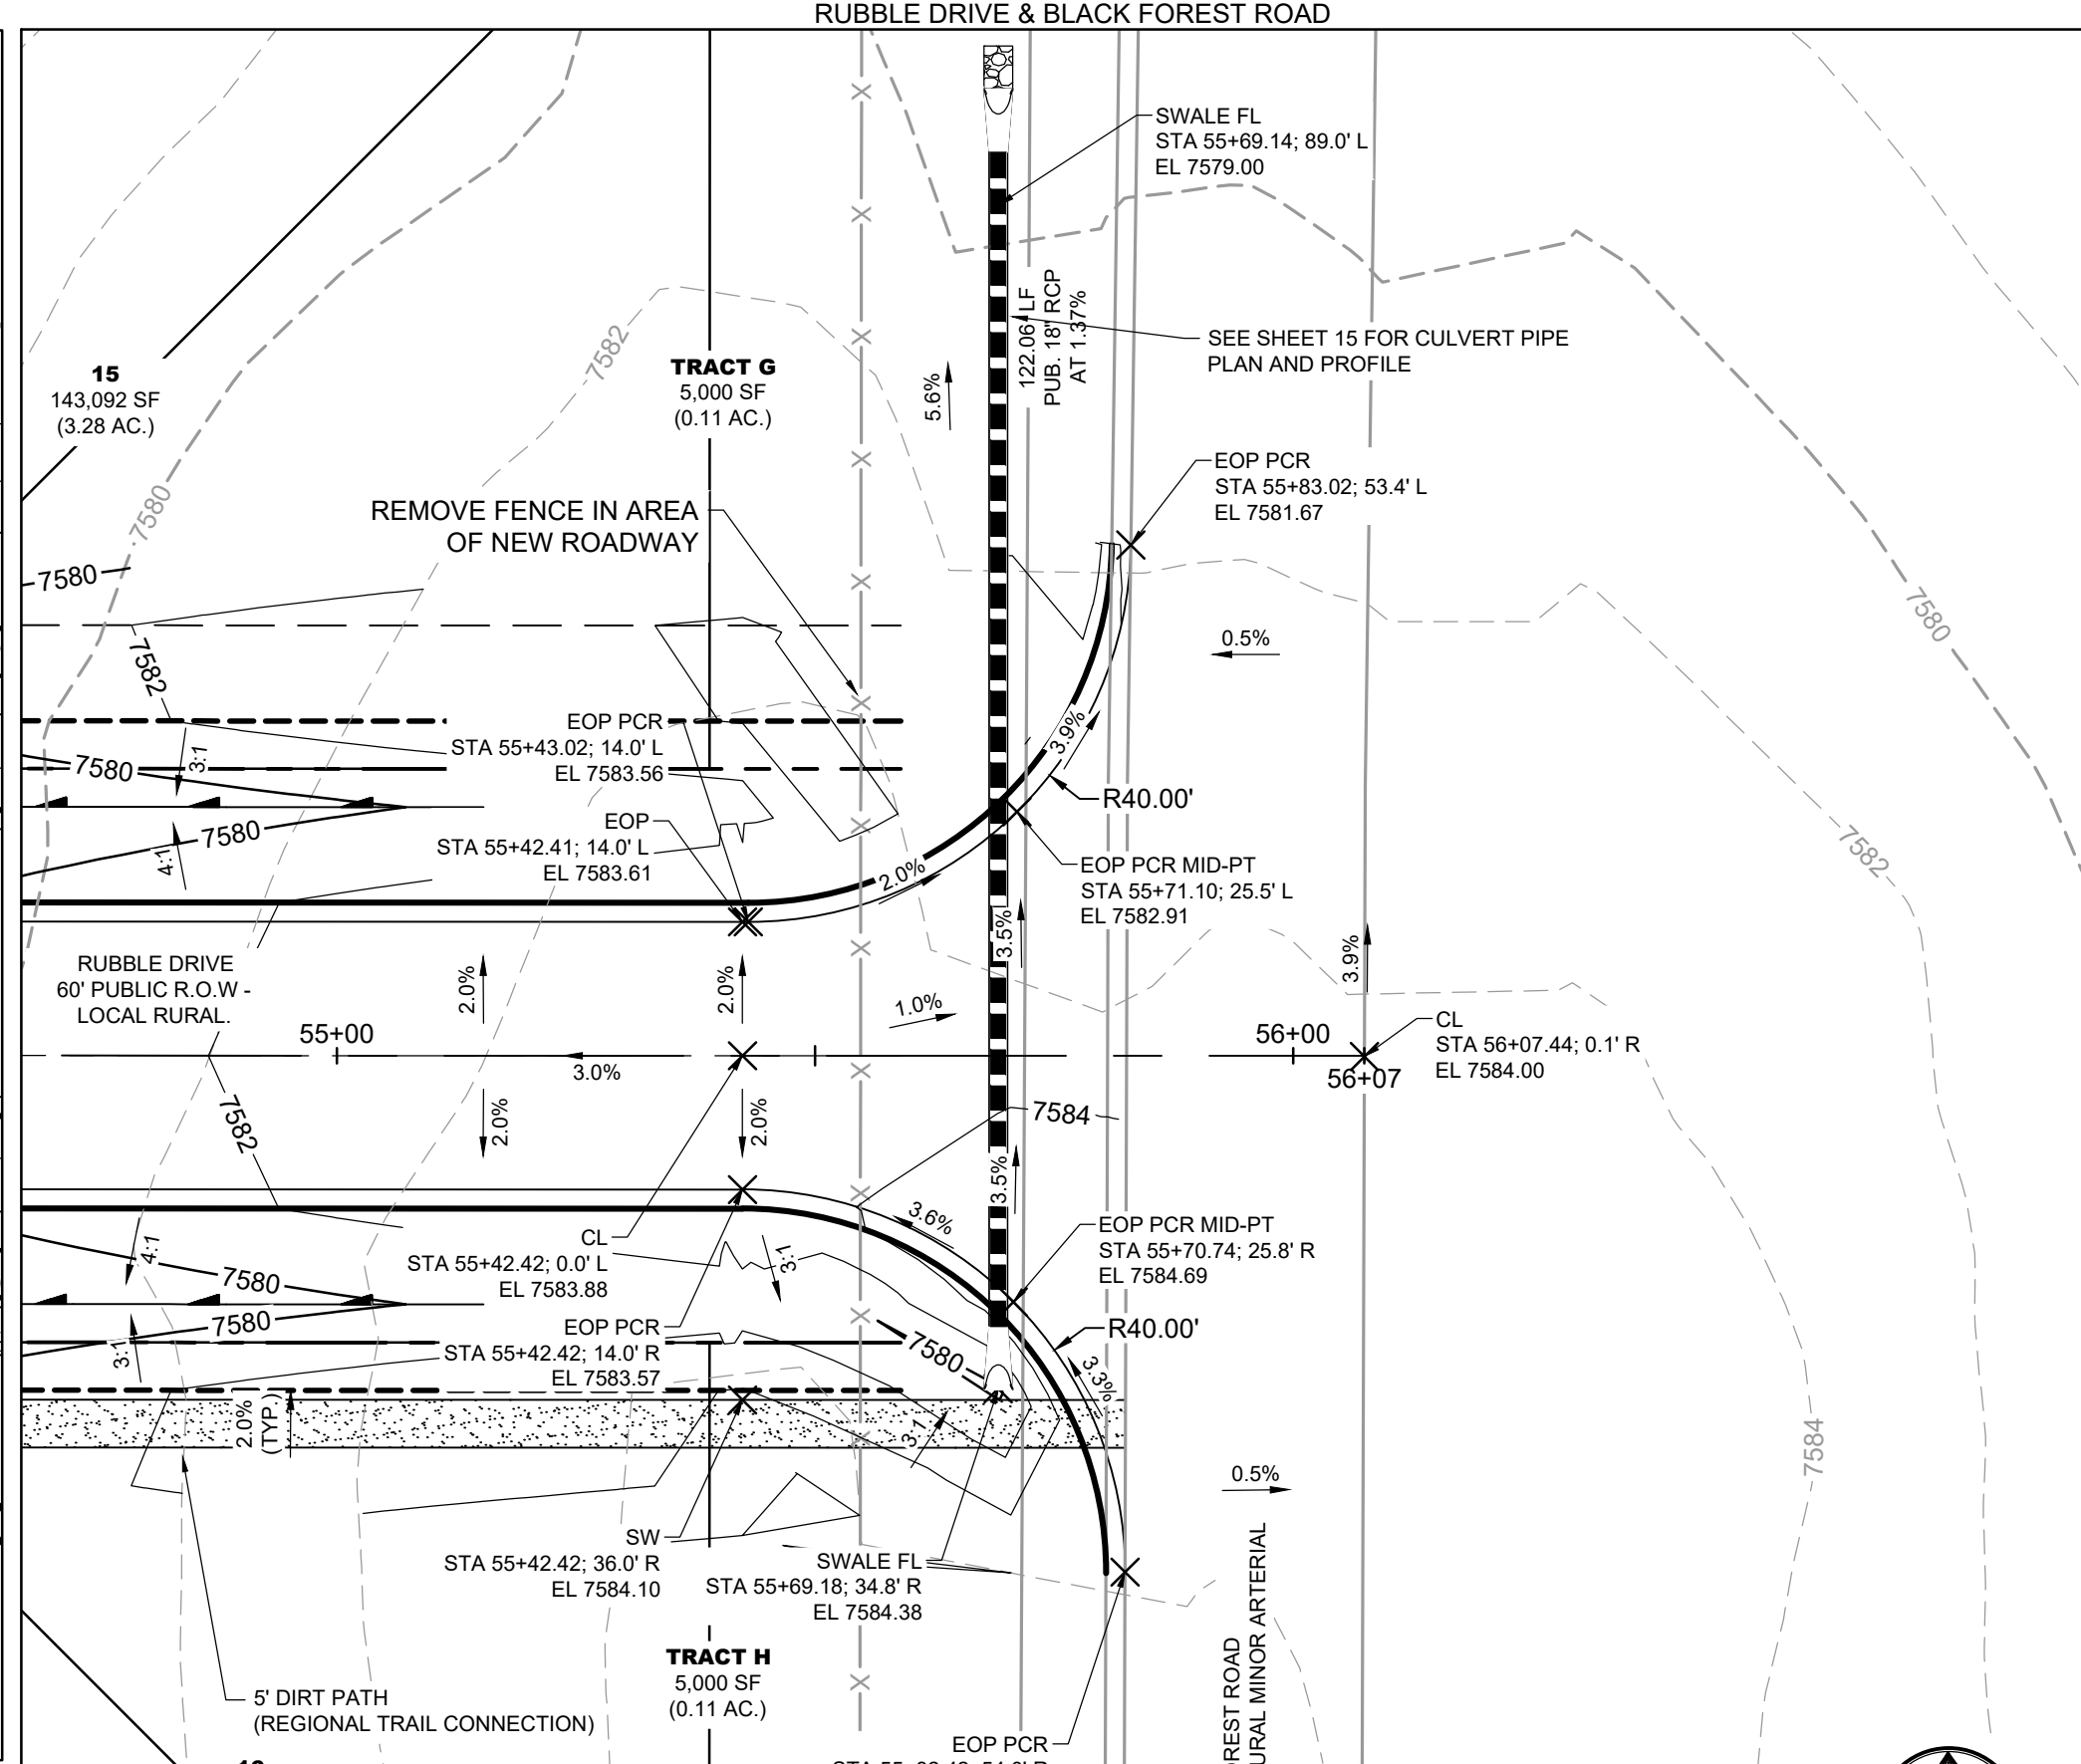 RUBBLE DRIVE & BLACK FOREST ROAD
SWALE FL
STA 55+69.14; 89.0' L
EL 7579.00
122.06' LF
PUB. 18" RCP
AT 1.37%
SEE SHEET 15 FOR CULVERT PIPE
PLAN AND PROFILE
7582
TRACT G
5,000 SF
(0.11 AC.)
15
143,092 SF
(3.28 AC.)
5.6%
EOP PCR
STA 55+83.02; 53.4' L
EL 7581.67
7580
REMOVE FENCE IN AREA
OF NEW ROADWAY
7580
7580
0.5%
7582
EOP PCR
STA 55+43.02; 14.0' L
EL 7583.56
3:1
7580
3.9%
R40.00'
7580
4:1
EOP
STA 55+42.41; 14.0' L
EL 7583.61
2.0%
EOP PCR MID-PT
STA 55+71.10; 25.5' L
EL 7582.91
7582
3.5%
3.9%
RUBBLE DRIVE
60' PUBLIC R.O.W -
LOCAL RURAL.
2.0%
2.0%
1.0%
55+00
56+00
CL
STA 56+07.44; 0.1' R
EL 7584.00
3.0%
56+07
7582
2.0%
2.0%
7584
3.5%
3.6%
4:1
CL
STA 55+42.42; 0.0' L
EL 7583.88
3:1
EOP PCR MID-PT
STA 55+70.74; 25.8' R
EL 7584.69
7580
7580
3:1
EOP PCR
STA 55+42.42; 14.0' R
EL 7583.57
7580
R40.00'
3.3%
2.0%
(TYP.)
3:1
7584
0.5%
SW
STA 55+42.42; 36.0' R
EL 7584.10
SWALE FL
STA 55+69.18; 34.8' R
EL 7584.38
TRACT H
5,000 SF
(0.11 AC.)
5' DIRT PATH
(REGIONAL TRAIL CONNECTION)
EOP PCR
REST ROAD
URAL MINOR ARTERIAL